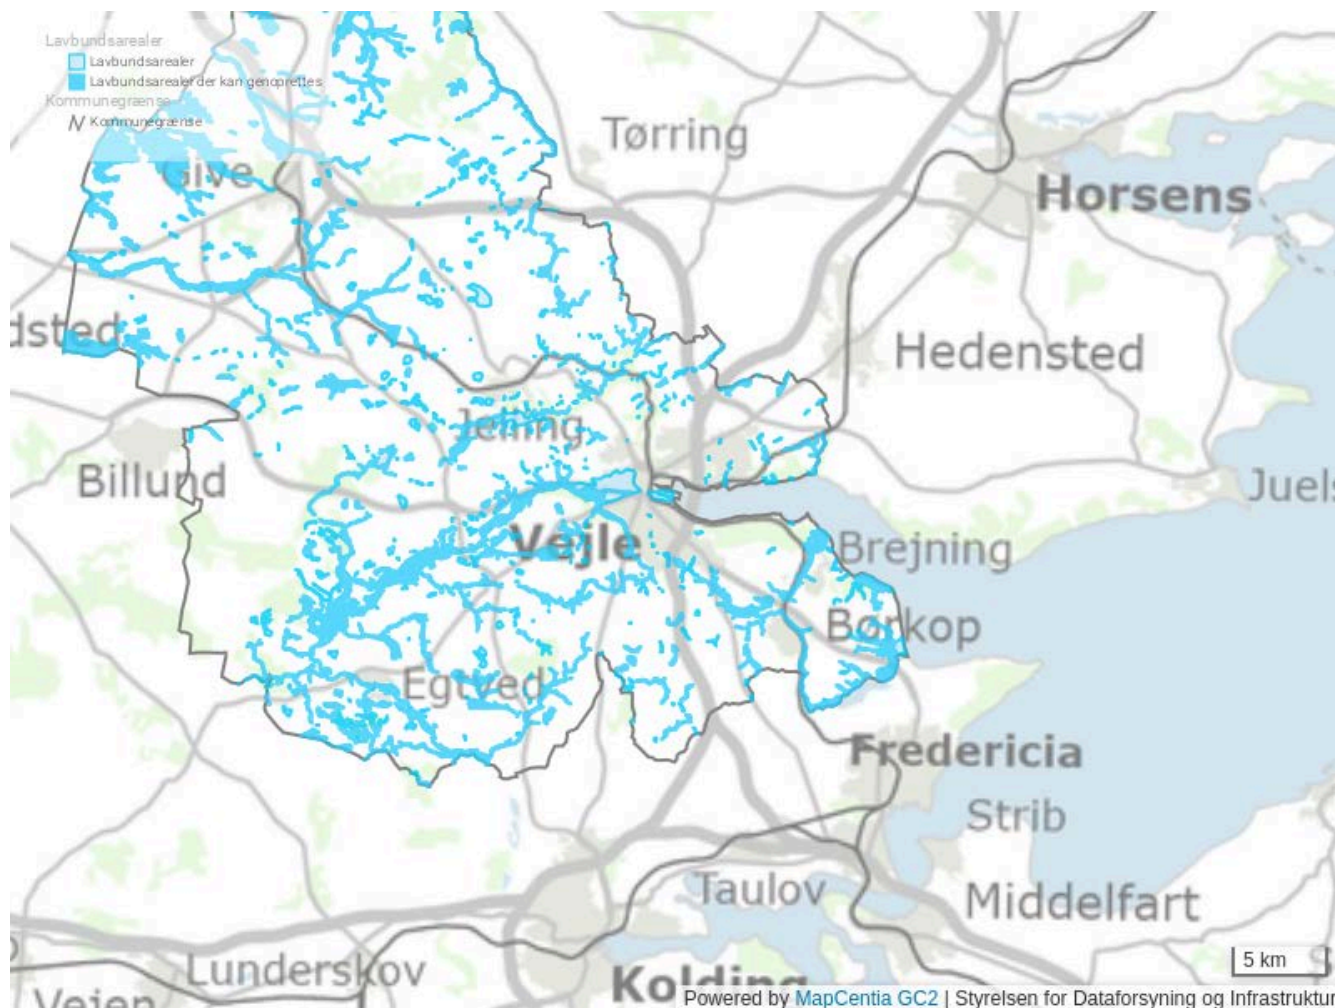 Lavbundsarealer
Lavbundsarealer
Lavbundsarealer der kan genoprettes
Kommunegrænse
Kommunegrænse
Tørring
Give
Horsens
dsted
Hedensted
Jelling
Billund
Juels
Vejle
Brejning
Børkop
Egtved
Fredericia
Strib
Taulov
Middelfart
Lunderskov
5 km
Kolding
Vejen
Powered by MapCentia GC2 | Styrelsen for Dataforsyning og Infrastruktur